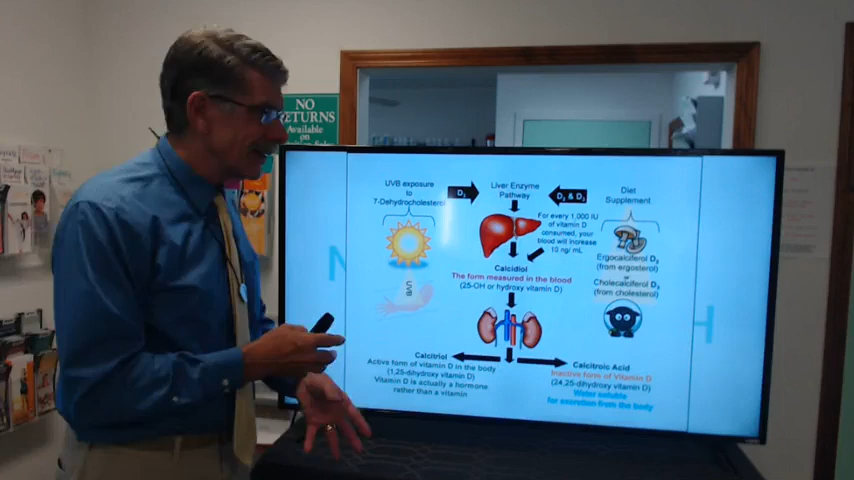 NO
RETURNS
Available
on
UVB exposure
to
7-Dehydrocholesterol
D3
Liver Enzyme
Pathway
D2 & D3
Diet
Supplement
For every 1,000 IU
of vitamin D
consumed, your
blood will increase
10 ng/ mL
UVB
Calcidiol
The form measured in the blood
(25-OH or hydroxy vitamin D)
Ergocalciferol D2
(from ergosterol)
or
Cholecalciferol D3
(from cholesterol)
Calcitriol
Active form of vitamin D in the body
(1,25-dihydroxy vitamin D)
Vitamin D is actually a hormone
rather than a vitamin
Calcitroic Acid
Inactive form of Vitamin D
(24,25-dihydroxy vitamin D)
Water soluble
for excretion from the body